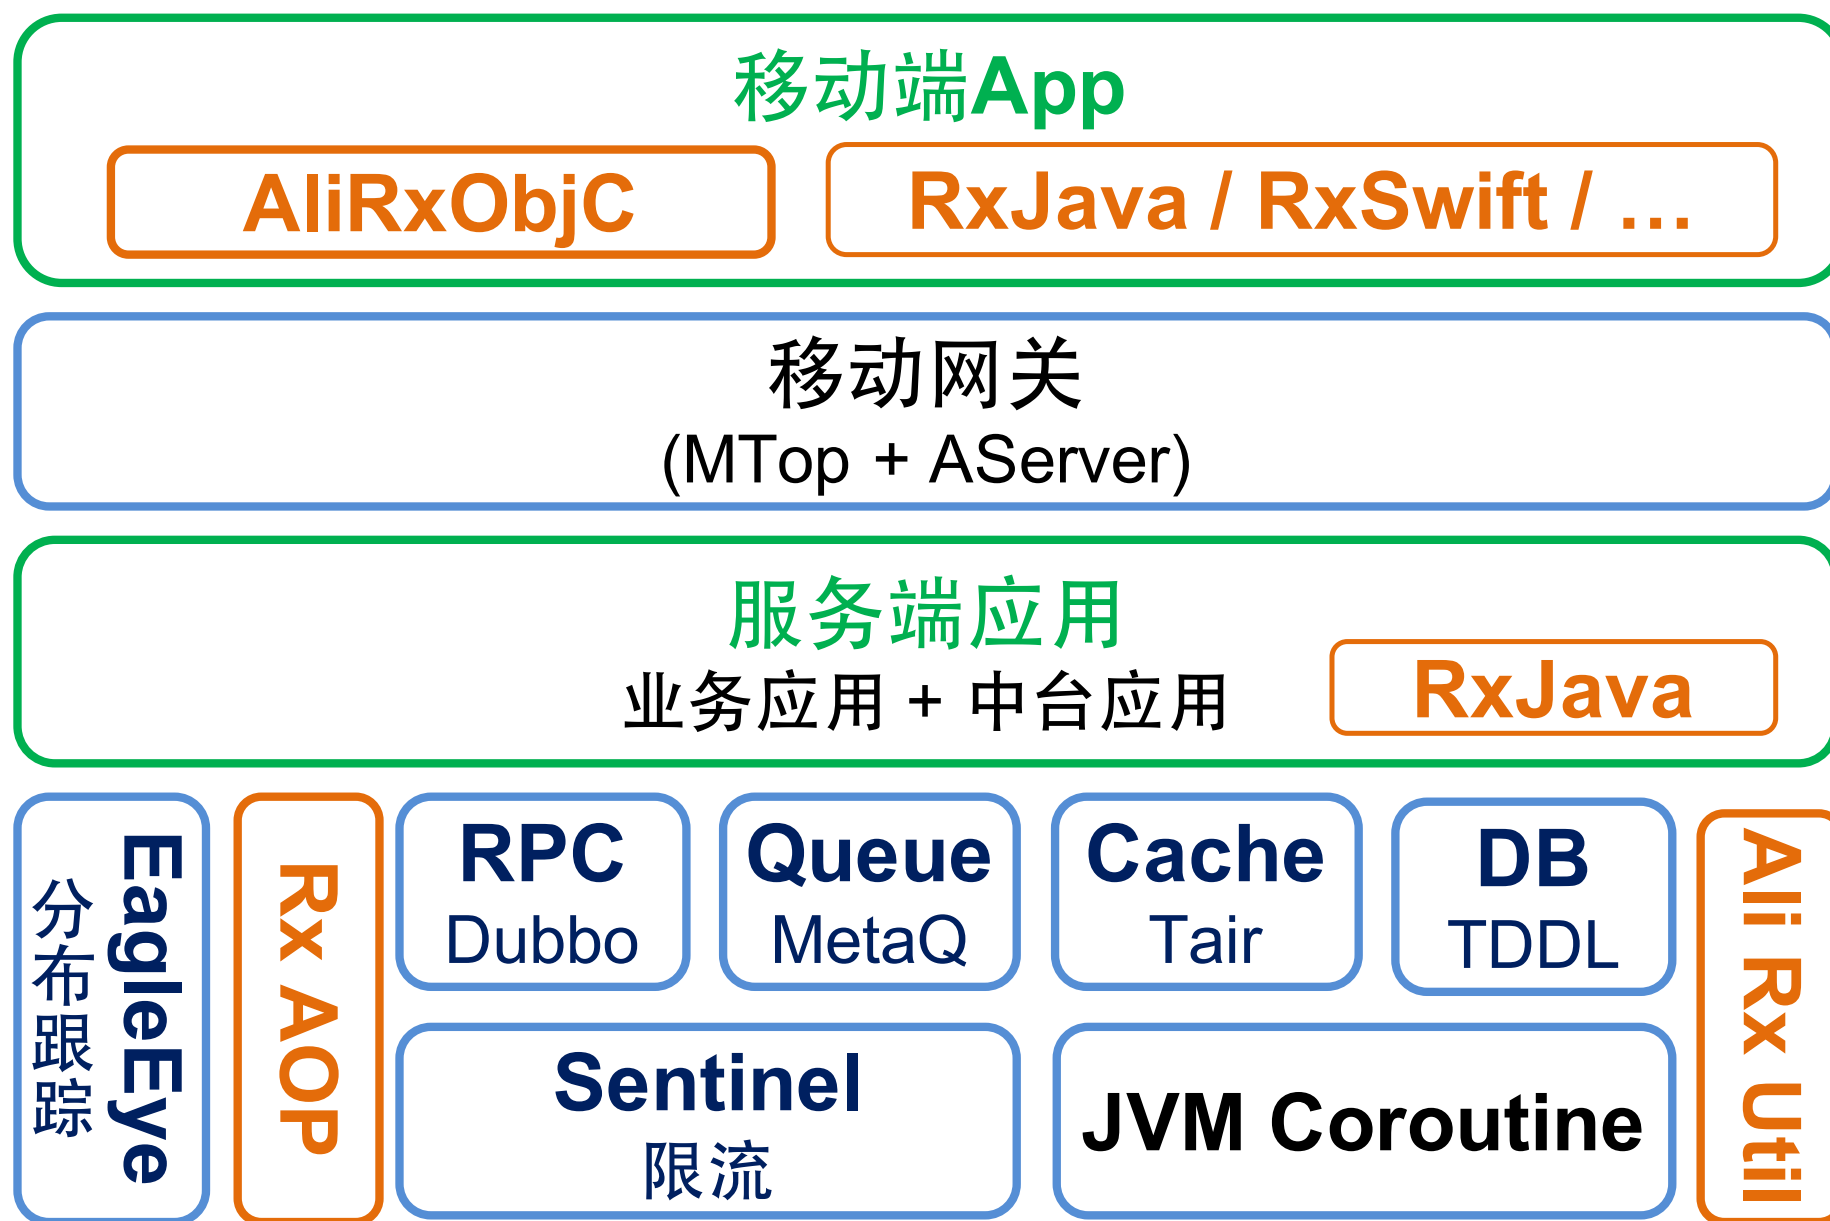 移动端App
AliRxObjC
RxJava / RxSwift / …
移动网关
(MTop + AServer)
服务端应用
业务应用 + 中台应用
RxJava
EagleEye
分布跟踪
Rx AOP
RPC
Dubbo
Queue
MetaQ
Cache
Tair
DB
TDDL
Sentinel
限流
JVM Coroutine
Ali Rx Util